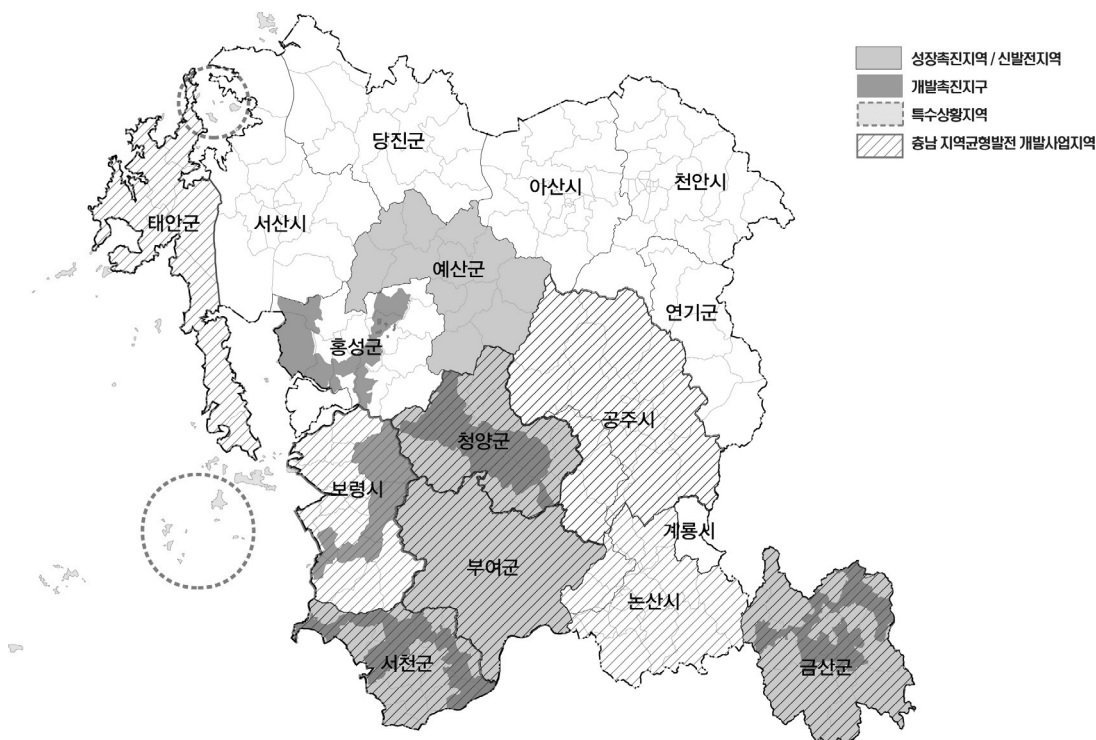 성장촉진지역 / 신발전지역
개발촉진지구
특수상황지역
충남 지역균형발전 개발사업지역
당진군
아산시
천안시
태안군
서산시
예산군
연기군
홍성군
공주시
청양군
보령시
계룡시
부여군
논산시
서천군
금산군